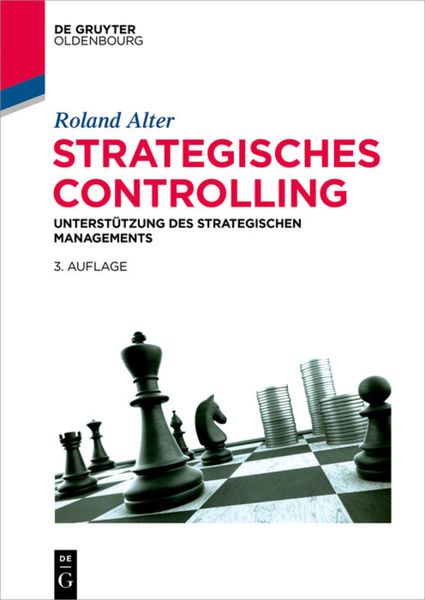 DE GRUYTER
OLDENBOURG
Roland Alter
STRATEGISCHES
CONTROLLING
UNTERSTÜTZUNG DES STRATEGISCHEN
MANAGEMENTS
3. AUFLAGE
DE
G